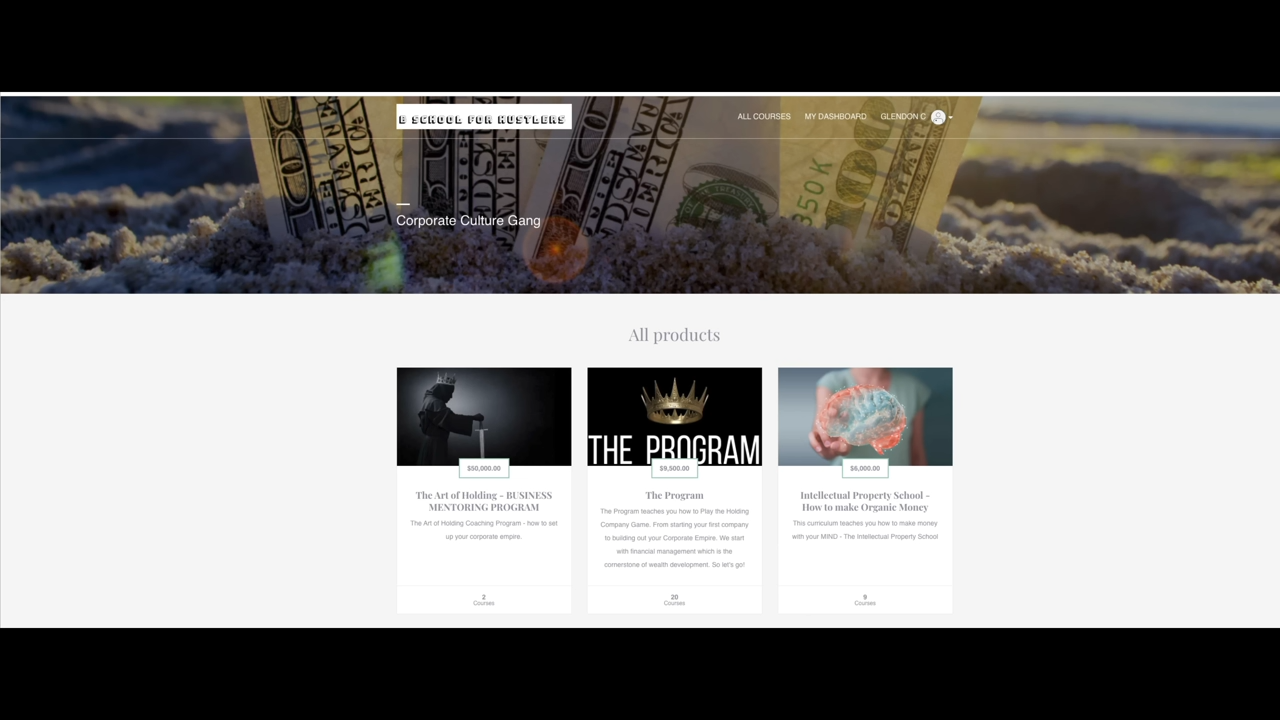 B SCHOOL FOR HUSTLERS
ALL COURSES
MY DASHBOARD
GLENDON C
350K
100
Corporate Culture Gang
All products
THE PROGRAM
$50,000.00
$9,500.00
$6,000.00
The Art of Holding - BUSINESS
MENTORING PROGRAM
The Art of Holding Coaching Program - how to set
up your corporate empire.
2
Courses
The Program
The Program teaches you how to Play the Holding
Company Game. From starting your first company
to building out your Corporate Empire. We start
with financial management which is the
cornerstone of wealth development. So let's go!
20
Courses
Intellectual Property School -
How to make Organic Money
This curriculum teaches you how to make money
with your MIND - The Intellectual Property School
9
Courses